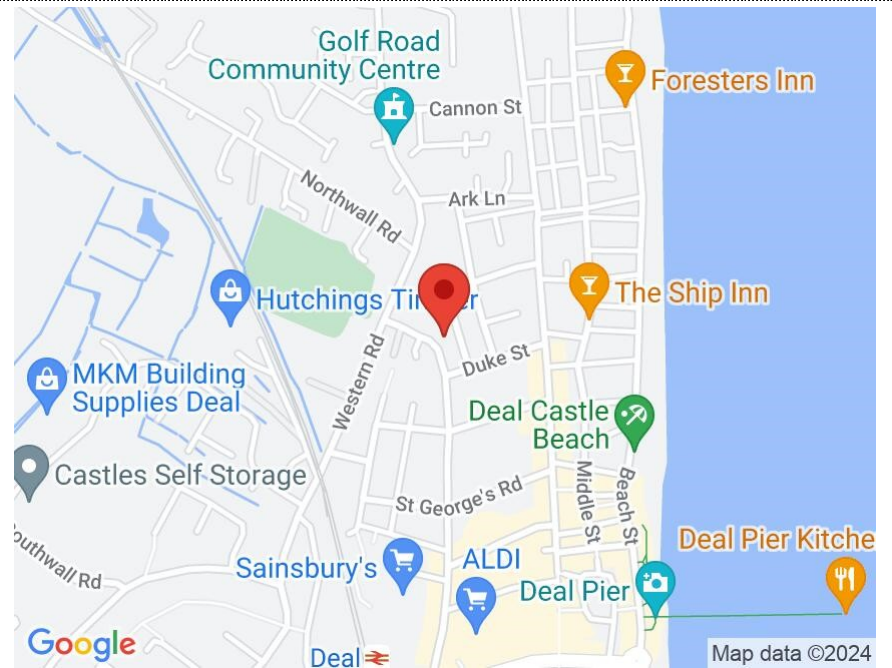 Golf Road
Community Centre
Foresters Inn
Cannon St
Northwall Rd
Ark Ln
Hutchings
The Ship Inn
Duke St
MKM Building
Supplies Deal
Western Rd
Deal Castle
Beach
Castles Self Storage
St George's Rd
Middle St
Beach St
Southwall Rd
Sainsbury's
ALDI
Deal Pier Kitche
Deal Pier
Google
Deal
Map data ©2024